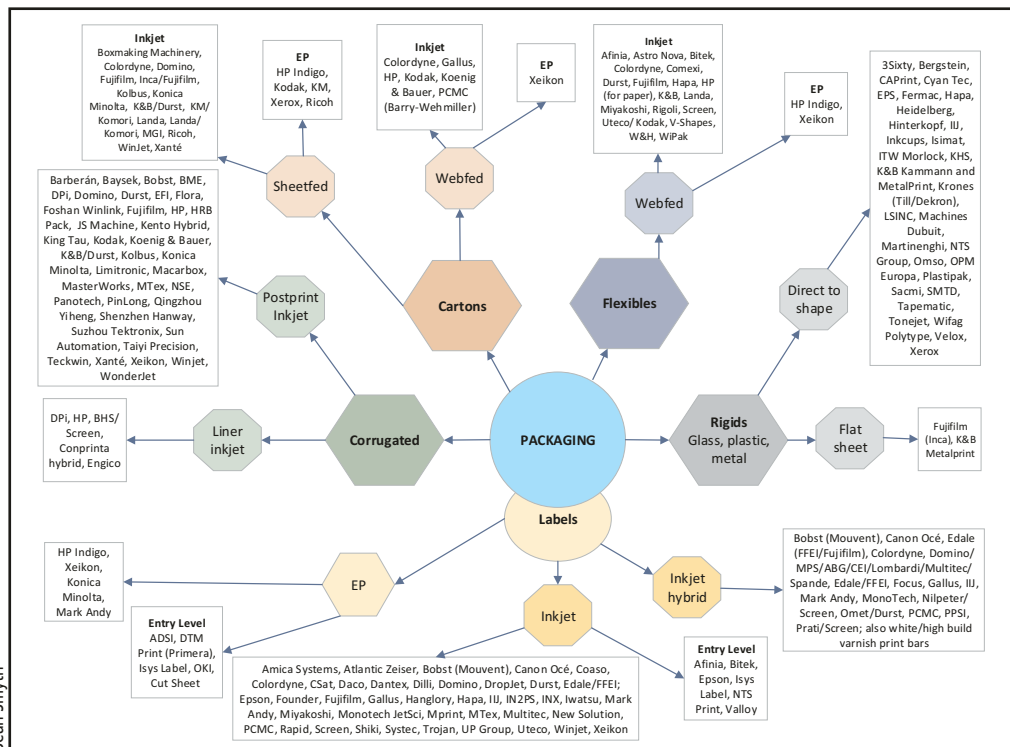 Inkjet
Boxmaking Machinery,
Colordyne, Domino,
Fujifilm, Inca/Fujifilm,
Kolbus, Konica
Minolta, K&B/Durst, KM/
Komori, Landa, Landa/
Komori, MGI, Ricoh,
WinJet, Xanté
EP
HP Indigo,
Kodak, KM,
Xerox, Ricoh
Inkjet
Colordyne, Gallus,
HP, Kodak, Koenig
& Bauer, PCMC
(Barry-Wehmiller)
EP
Xeikon
Inkjet
Afinia, Astro Nova, Bitek,
Colordyne, Comexi,
Durst, Fujifilm, Hapa, HP
(for paper), K&B, Landa,
Miyakoshi, Rigoli, Screen,
Uteco/ Kodak, V-Shapes,
W&H, WiPak
EP
HP Indigo,
Xeikon
3Sixty, Bergstein,
CAPrint, Cyan Tec,
EPS, Fermac, Hapa,
Heidelberg,
Hinterkopf, IIJ,
Inkcups, Isimat,
ITW Morlock, KHS,
K&B Kammann and
MetalPrint, Krones
(Till/Dekron),
LSINC, Machines
Dubuit,
Martinenghi, NTS
Group, Omso, OPM
Europa, Plastipak,
Sacmi, SMTD,
Tapematic,
Tonejet, Wifag
Polytype, Velox,
Xerox
Sheetfed
Webfed
Webfed
Barberán, Baysek, Bobst, BME,
DPi, Domino, Durst, EFI, Flora,
Foshan Winlink, Fujifilm, HP, HRB
Pack, JS Machine, Kento Hybrid,
King Tau, Kodak, Koenig & Bauer,
K&B/Durst, Kolbus, Konica
Minolta, Limitronic, Macarbox,
MasterWorks, MTex, NSE,
Panotech, PinLong, Qingzhou
Yiheng, Shenzhen Hanway,
Suzhou Tektronix, Sun
Automation, Taiyi Precision,
Teckwin, Xanté, Xeikon, Winjet,
WonderJet
Postprint
Inkjet
Cartons
Flexibles
Direct to
shape
DPi, HP, BHS/
Screen,
Conprinta
hybrid, Engico
Liner
inkjet
Corrugated
PACKAGING
Rigids
Glass, plastic,
metal
Flat
sheet
Fujifilm
(Inca), K&B
Metalprint
Labels
HP Indigo,
Xeikon,
Konica
Minolta,
Mark Andy
EP
Inkjet
Inkjet
hybrid
Bobst (Mouvent), Canon Océ, Edale
(FFEI/Fujifilm), Colordyne, Domino/
MPS/ABG/CEI/Lombardi/Multitec/
Spande, Edale/FFEI, Focus, Gallus, IIJ,
Mark Andy, MonoTech, Nilpeter/
Screen, Omet/Durst, PCMC, PPSI,
Prati/Screen; also white/high build
varnish print bars
Entry Level
ADSI, DTM
Print (Primera),
Isys Label, OKI,
Cut Sheet
Amica Systems, Atlantic Zeiser, Bobst (Mouvent), Canon Océ, Coaso,
Colordyne, CSat, Daco, Dantex, Dilli, Domino, DropJet, Durst, Edale/FFEI;
Epson, Founder, Fujifilm, Gallus, Hanglory, Hapa, IIJ, IN2PS, INX, Iwatsu, Mark
Andy, Miyakoshi, Monotech JetSci, Mprint, MTex, Multitec, New Solution,
PCMC, Rapid, Screen, Shiki, Systec, Trojan, UP Group, Uteco, Winjet, Xeikon
Entry Level
Afinia, Bitek,
Epson, Isys
Label, NTS
Print, Valloy